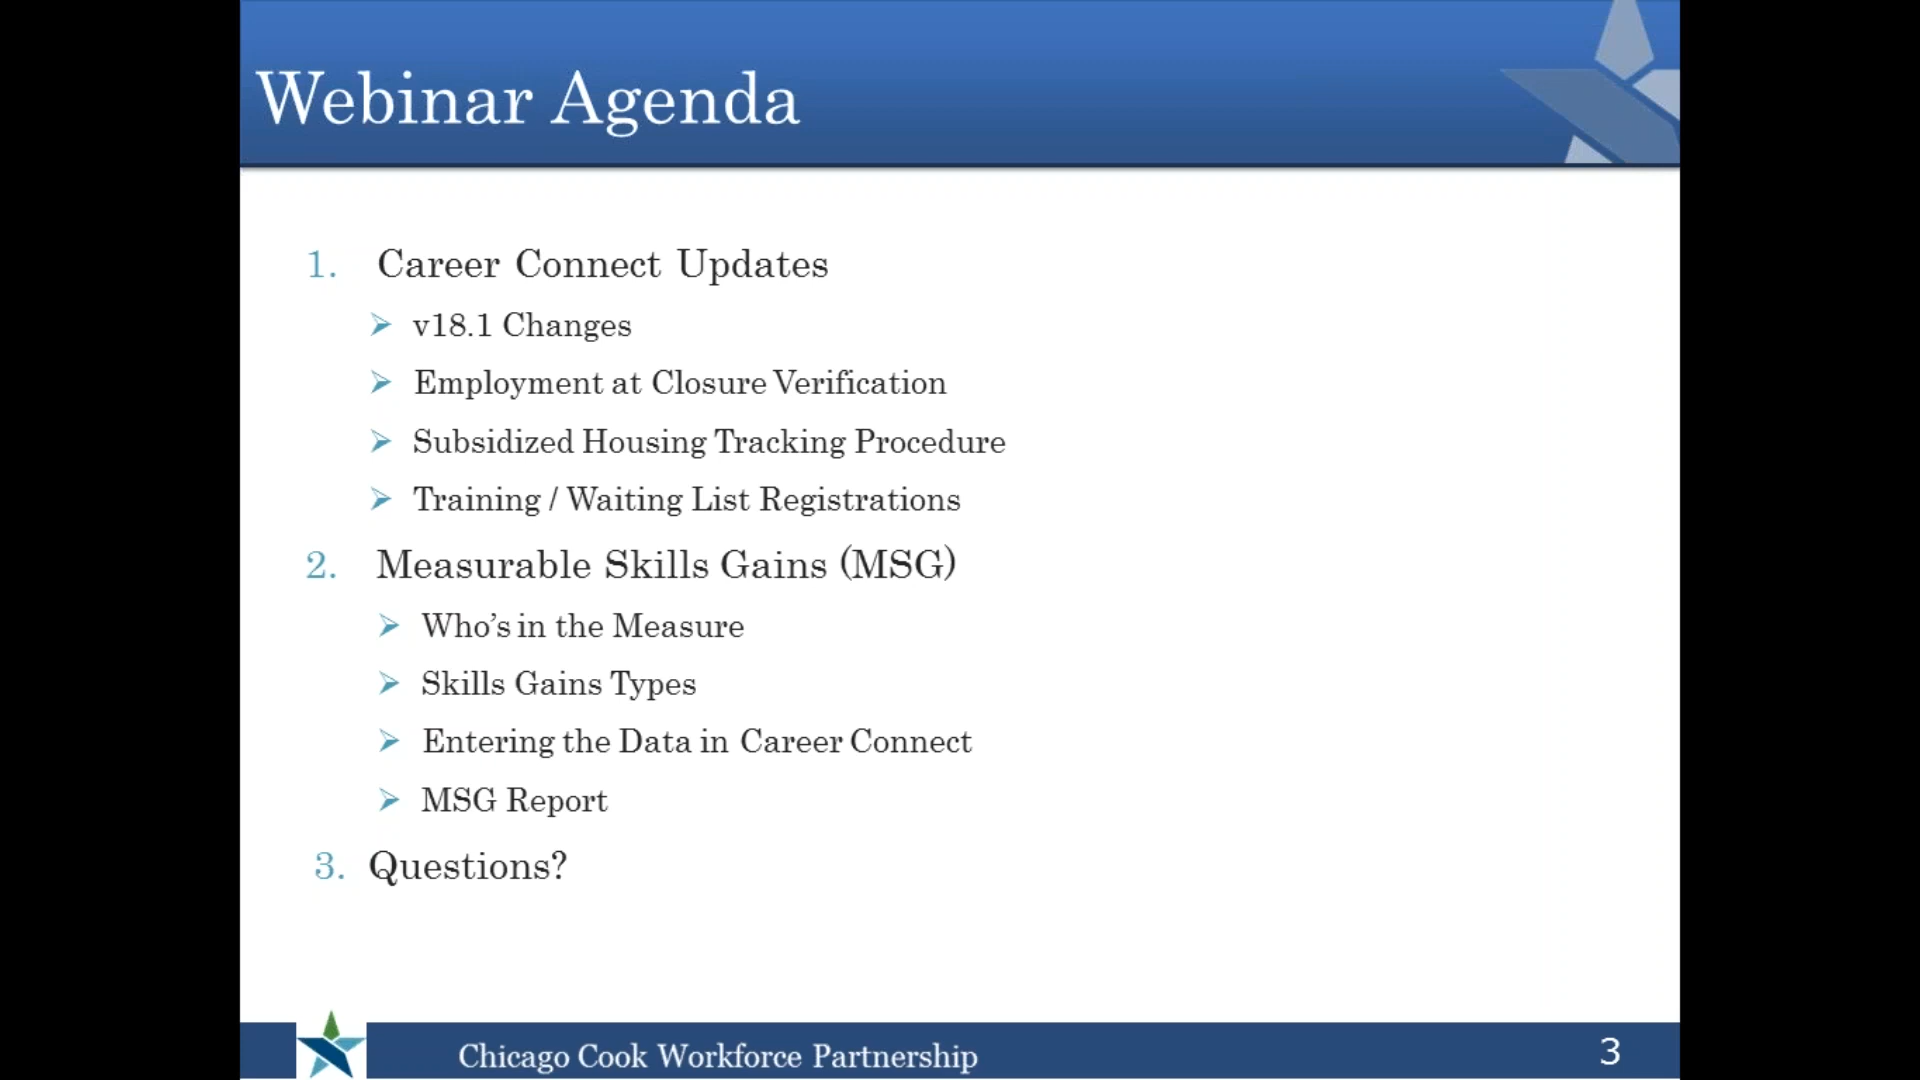 Webinar Agenda
1. Career Connect Updates
➢ v18.1 Changes
➢ Employment at Closure Verification
➢ Subsidized Housing Tracking Procedure
➢ Training / Waiting List Registrations
2. Measurable Skills Gains (MSG)
➢ Who’s in the Measure
➢ Skills Gains Types
➢ Entering the Data in Career Connect
➢ MSG Report
3. Questions?
Chicago Cook Workforce Partnership
3